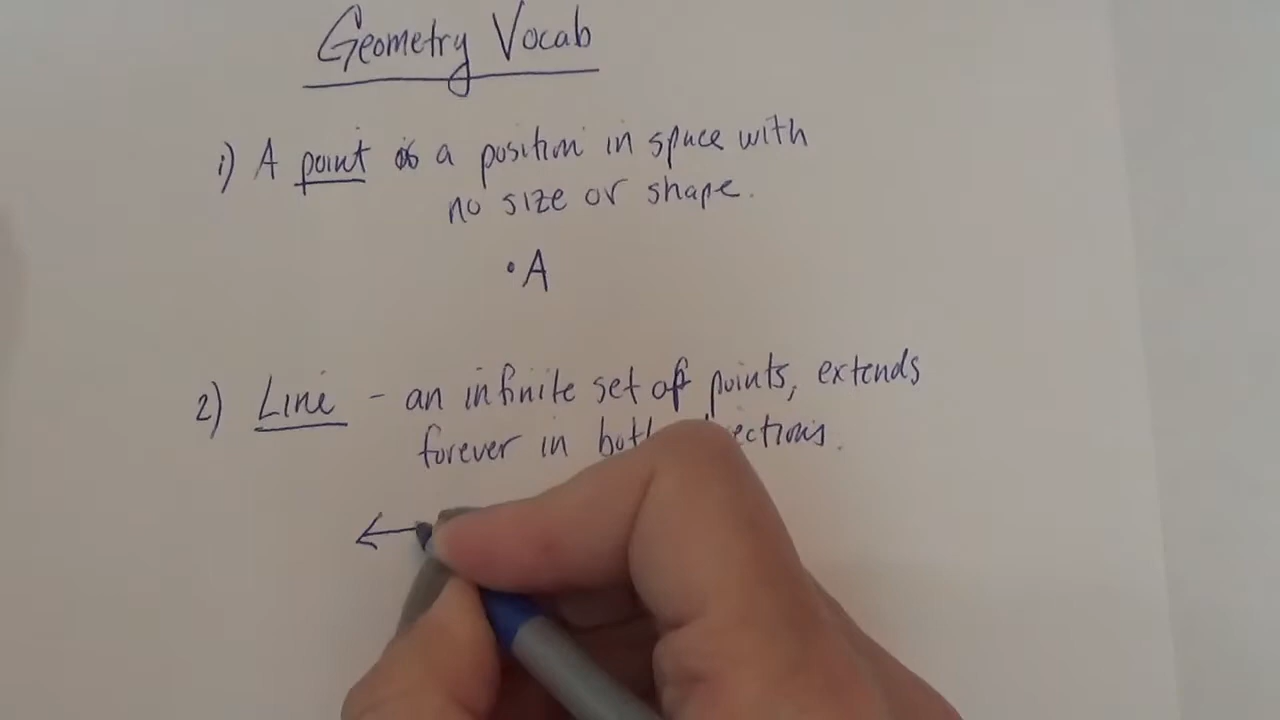 Geometry Vocab
1) A point is a position in space with
no size or shape.
A
2) Line - an infinite set of points, extends
forever in